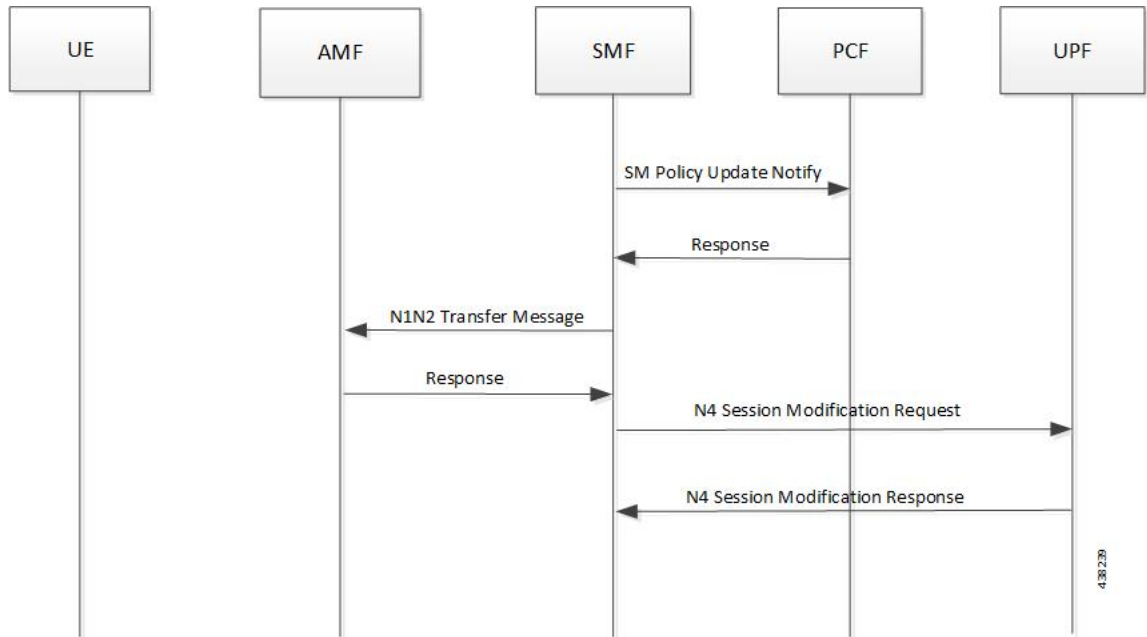 UE
AMF
SMF
PCF
UPF
SM Policy Update Notify
Response
N1N2 Transfer Message
Response
N4 Session Modification Request
N4 Session Modification Response
438239